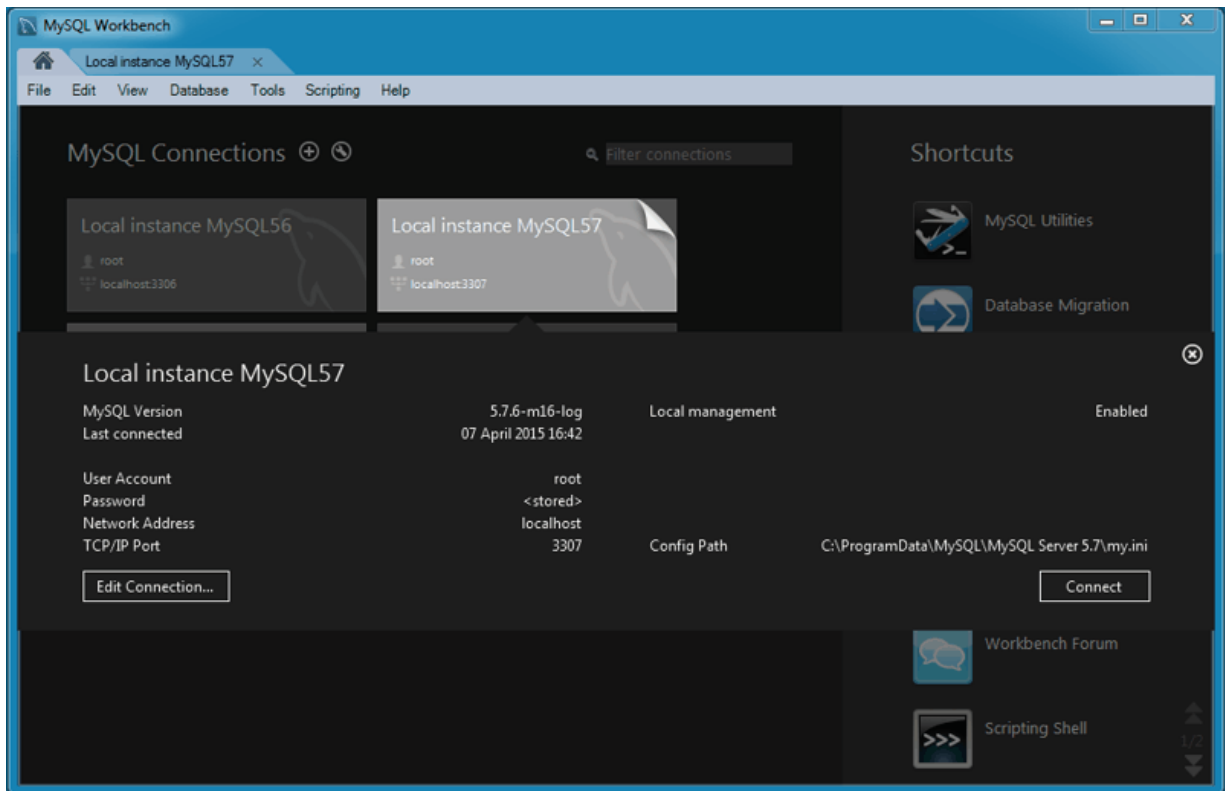 MySQL Workbench
Local instance MySQL57
File Edit View Database Tools Scripting Help
MySQL Connections
Filter connections
Shortcuts
Local instance MySQL56
root
localhost:3306
Local instance MySQL57
root
localhost:3307
MySQL Utilities
Database Migration
Local instance MySQL57
MySQL Version 5.7.6-m16-log Local management Enabled
Last connected 07 April 2015 16:42
User Account root
Password <stored>
Network Address localhost
TCP/IP Port 3307 Config Path C:\ProgramData\MySQL\MySQL Server 5.7\my.ini
Edit Connection... Connect
Workbench Forum
Scripting Shell
>>>
1/2